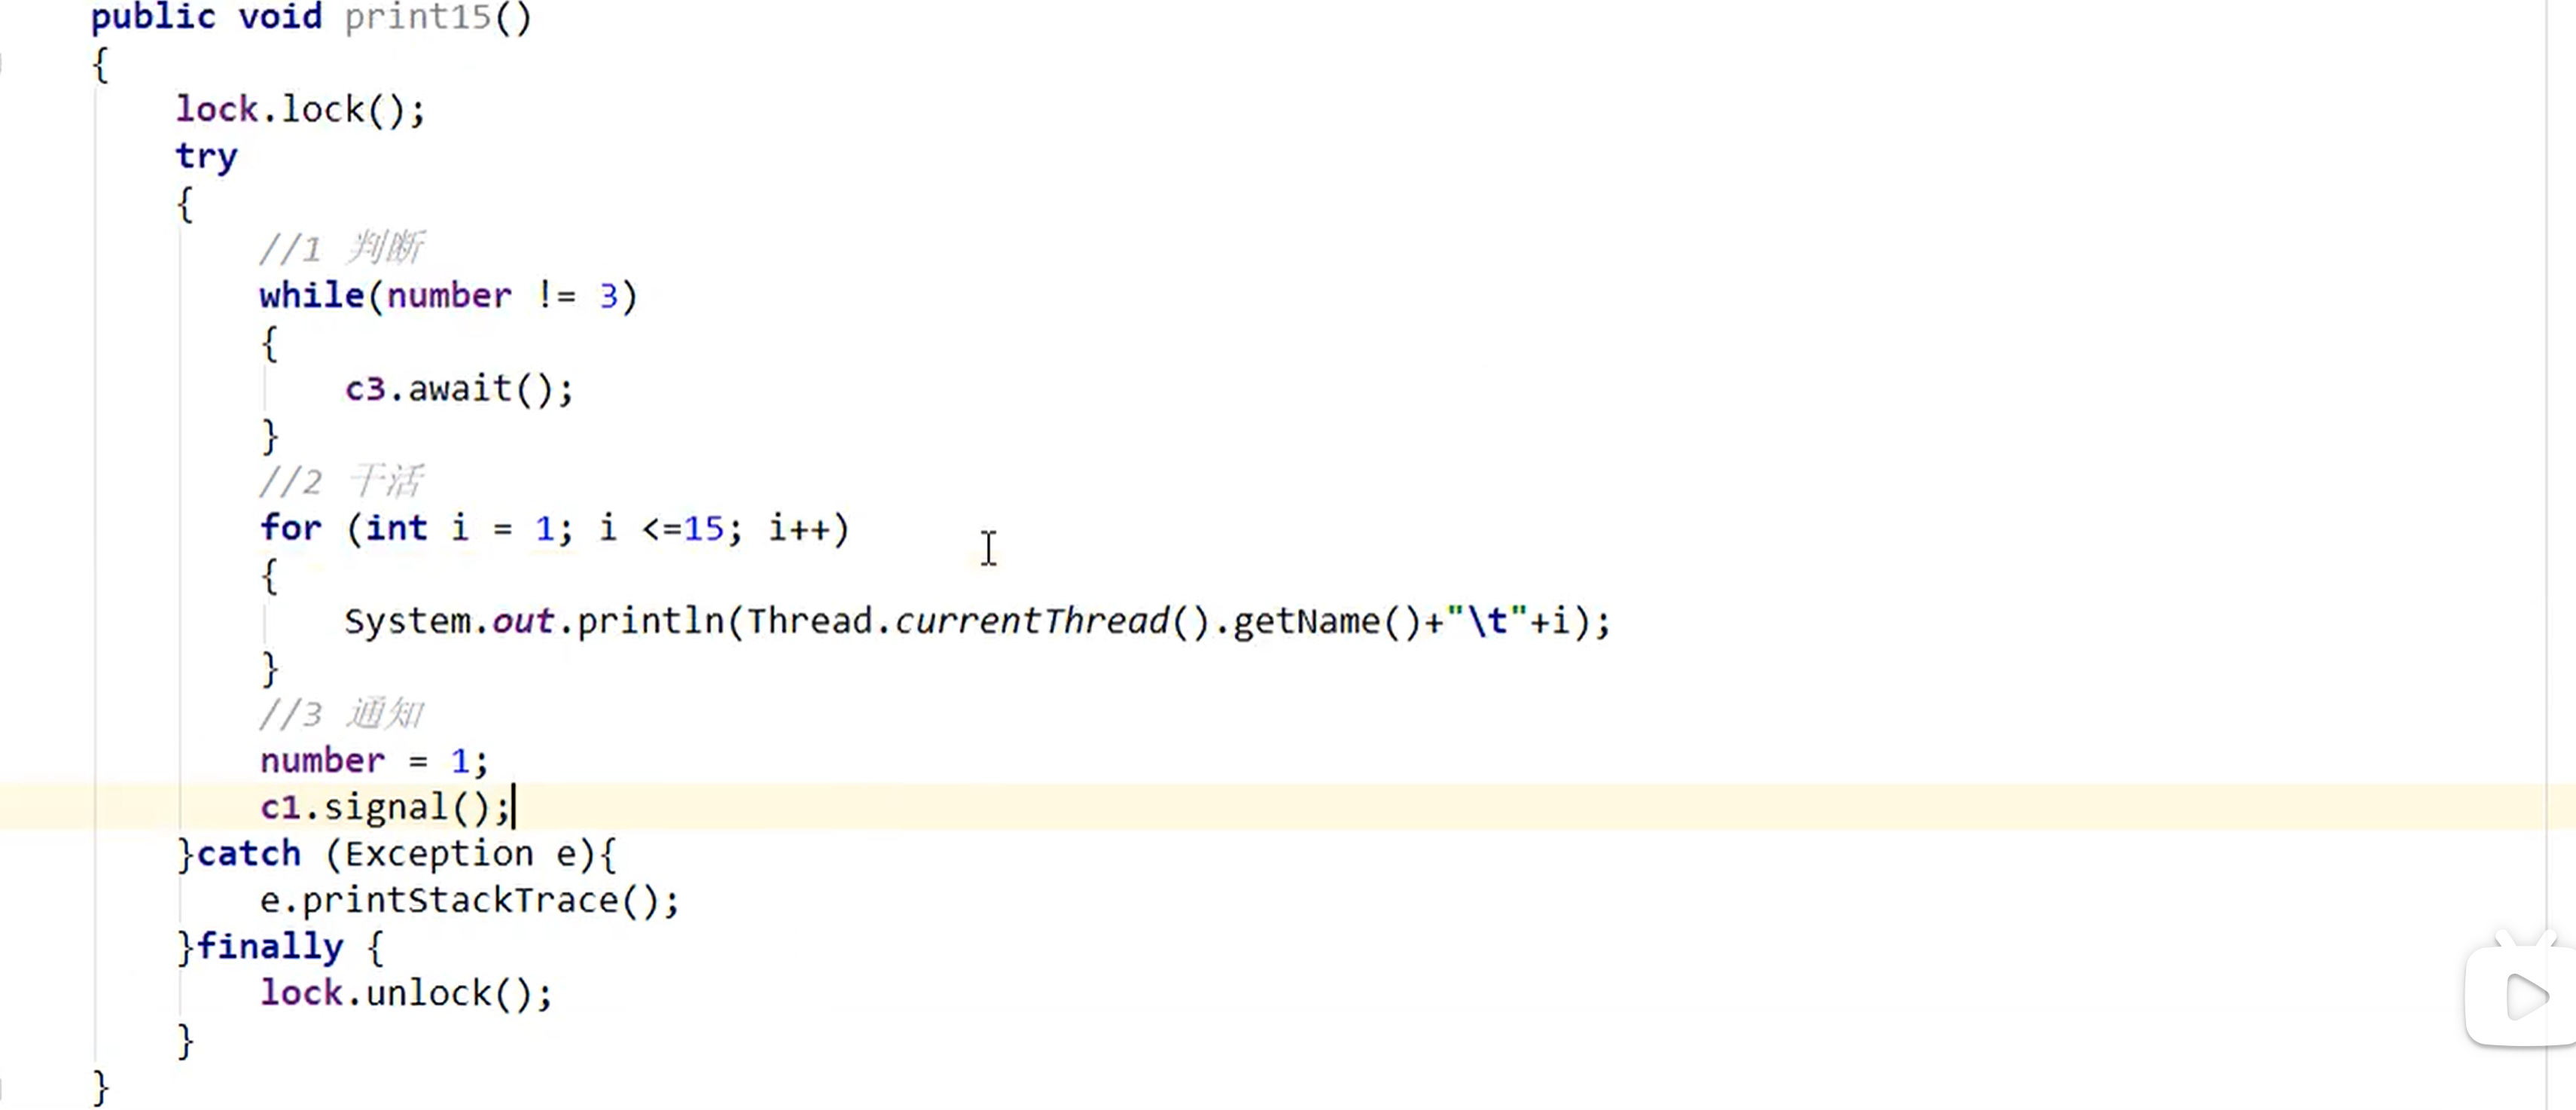 public void print15()
{
lock.lock();
try
{
//1 判断
while(number != 3)
{
c3.await();
}
//2 干活
for (int i = 1; i <=15; i++)
{
System.out.println(Thread.currentThread().getName()+"\t"+i);
}
//3 通知
number = 1;
c1.signal();
}catch (Exception e){
e.printStackTrace();
}finally {
lock.unlock();
}
}